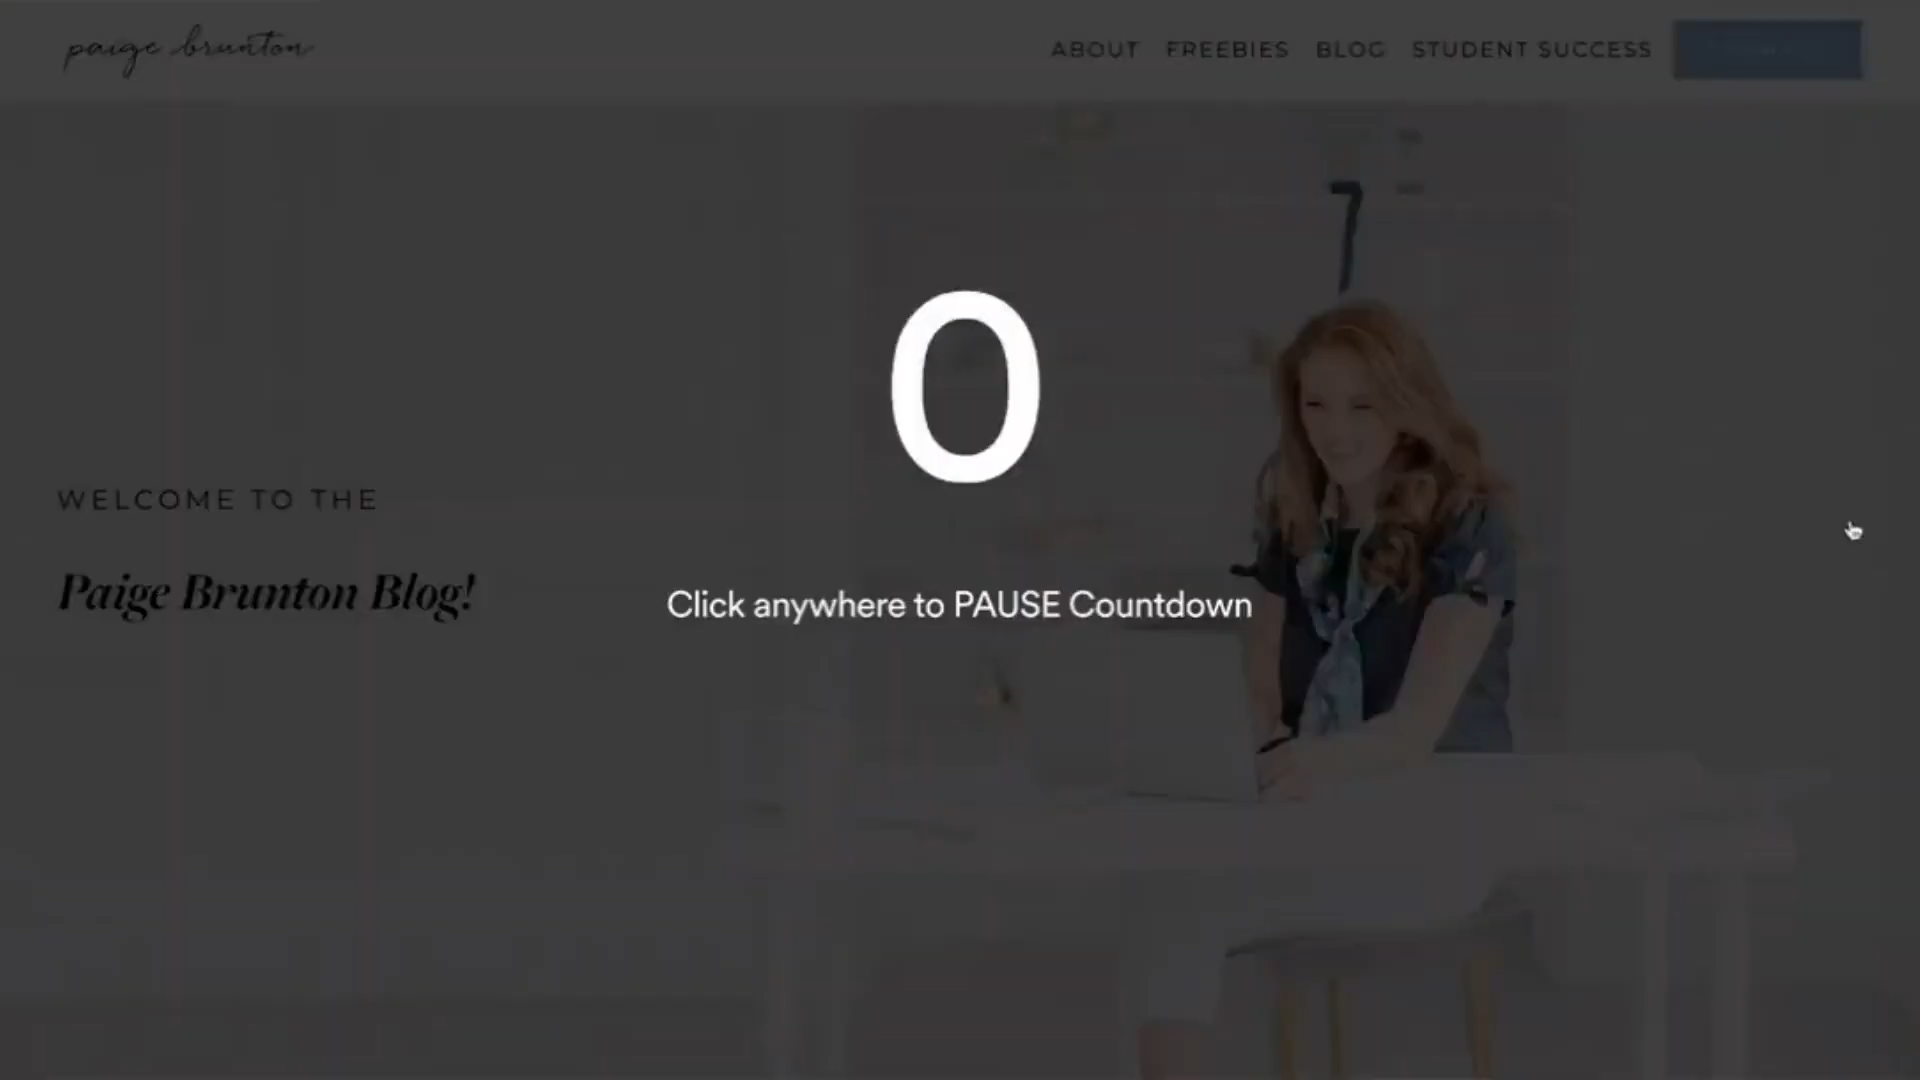 paige brunton
ABOUT FREEBIES BLOG STUDENT SUCCESS
7
0
WELCOME TO THE
Paige Brunton Blog!
Click anywhere to PAUSE Countdown